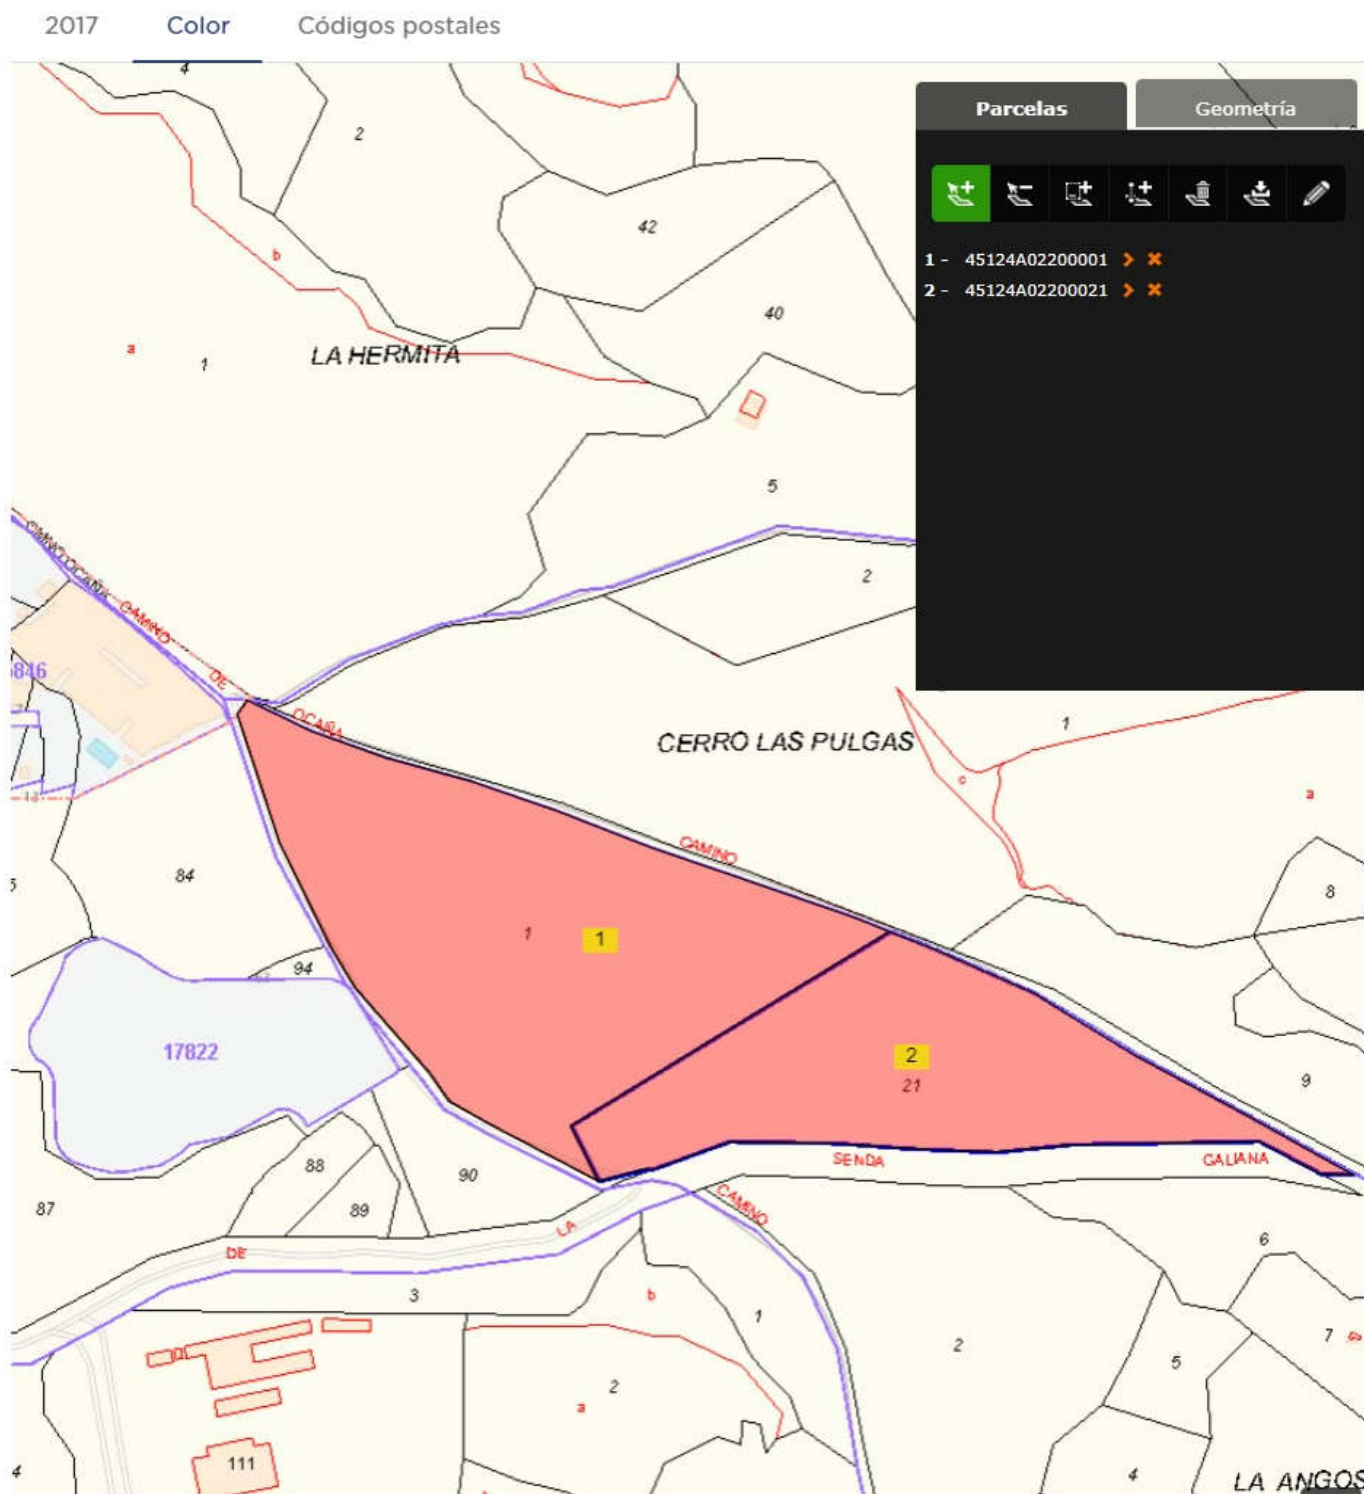 2017 Color Códigos postales
4
2
Parcelas Geometría
42
b
1 - 45124A02200001
2 - 45124A02200021
40
a
1
LA HERMITA
5
CMNO OCAÑA
2
CAMINO
846
DE
OCAÑA
1
CERRO LAS PULGAS
c
a
13
CAMINO
84
8
5
1
1
94
17822
2
21
9
SENDA GALIANA
88
90
87
89
CAMINO
LA
DE
6
3
b
1
7
2
5
2
a
111
4
4
LA ANGOS